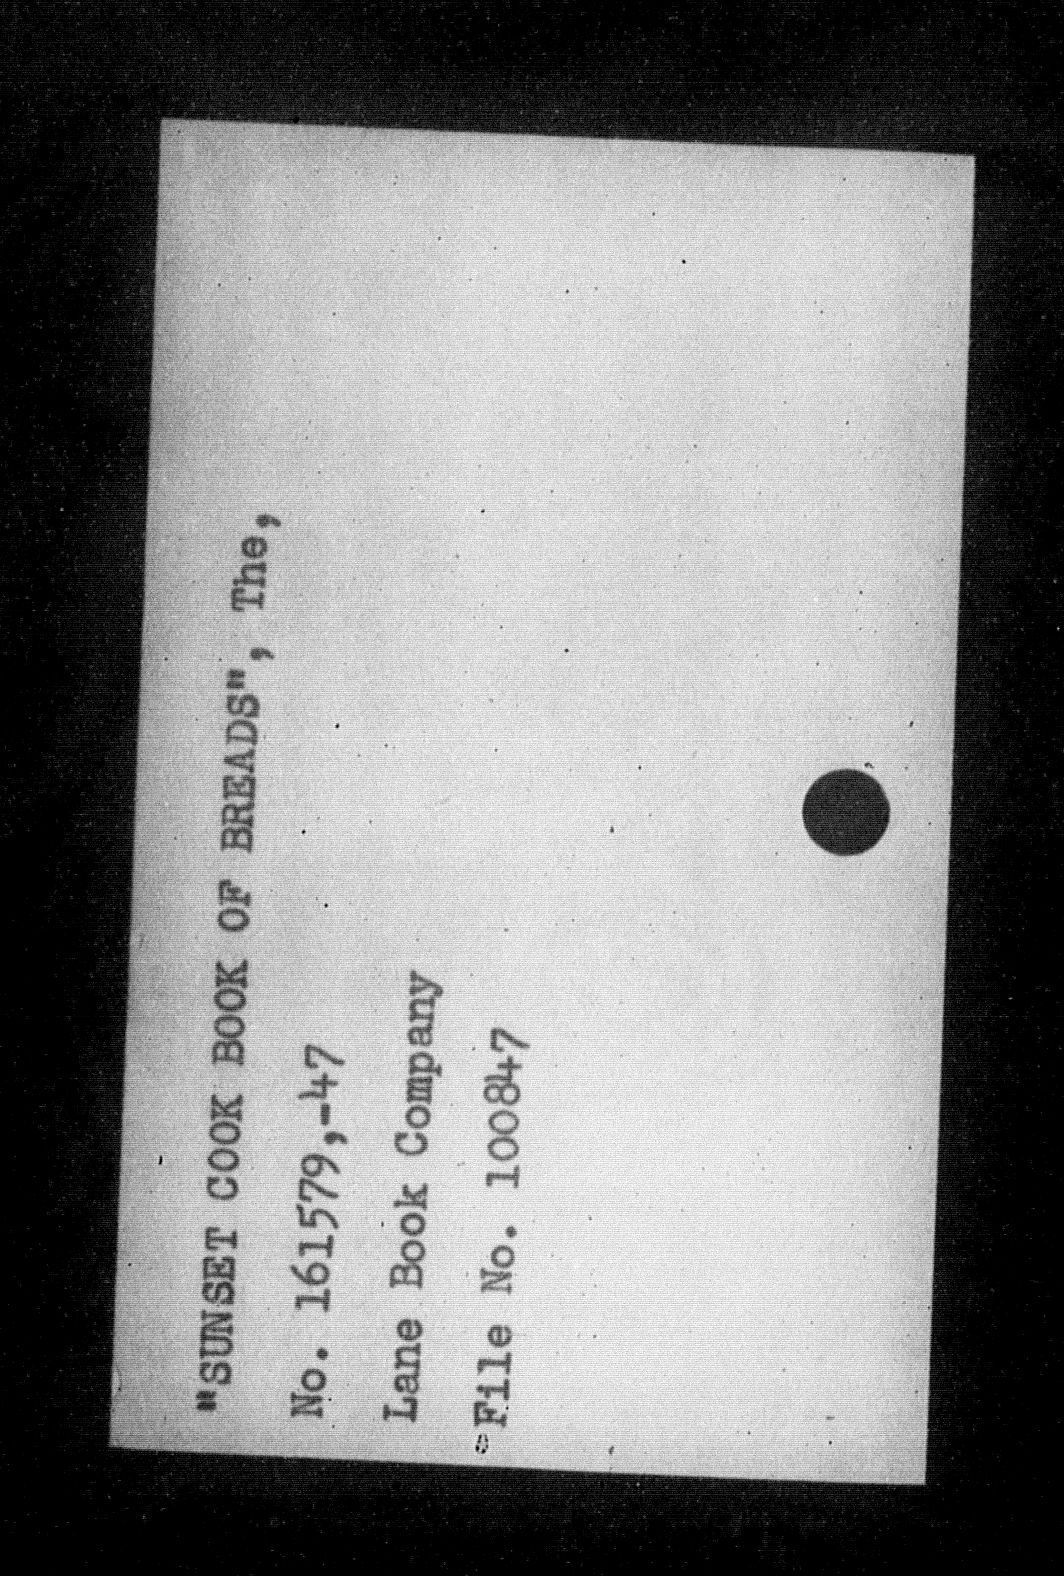 "SUNSET COOK BOOK OF BREADS", The,
No. 161579,-47
Lane Book Company
File No. 100847